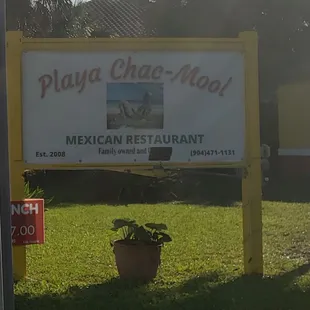 Playa Chac-Mool
MEXICAN RESTAURANT
Family owned and
Est. 2008
(904)471-1131
NCH
7.00